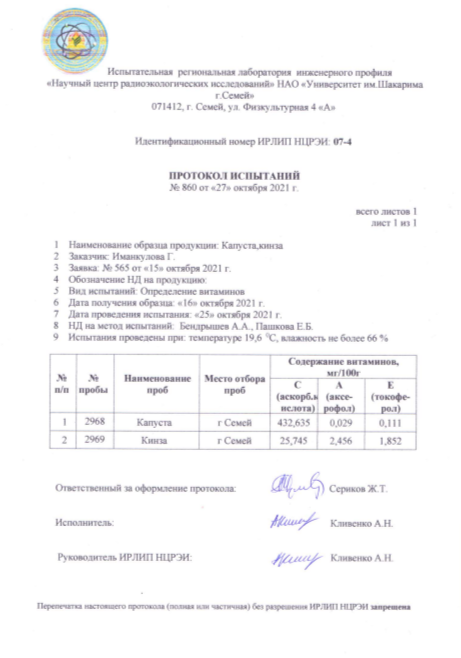 Испытательная региональная лаборатория инженерного профиля
«Научный центр радиоэкологических исследований» НАО «Университет им.Шакарима
г.Семей»
071412, г. Семей, ул. Физкультурная 4 «А»
Идентификационный номер ИРЛИП НЦРЭИ: 07-4
ПРОТОКОЛ ИСПЫТАНИЙ
№ 860 от «27» октября 2021 г.
всего листов 1
лист 1 из 1
1 Наименование образца продукции: Капуста,кинза
2 Заказчик: Иманкулова Г.
3 Заявка: № 565 от «15» октября 2021 г.
4 Обозначение НД на продукцию:
5 Вид испытаний: Определение витаминов
6 Дата получения образца: «16» октября 2021 г.
7 Дата проведения испытания: «25» октября 2021 г.
8 НД на метод испытаний: Бендрышев А.А., Пашкова Е.Б.
9 Испытания проведены при: температуре 19,6 ⁰С, влажность не более 66 %
№ п/п № пробы Наименование проб Место отбора проб Содержание витаминов, мг/100г
С (аскорб.к ислота) А (аксе-рофол) Е (токофе-рол)
1 2968 Капуста г Семей 432,635 0,029 0,111
2 2969 Кинза г Семей 25,745 2,456 1,852
Ответственный за оформление протокола: Сериков Ж.Т.
Исполнитель: Кливенко А.Н.
Руководитель ИРЛИП НЦРЭИ: Кливенко А.Н.
Перепечатка настоящего протокола (полная или частичная) без разрешения ИРЛИП НЦРЭИ запрещена